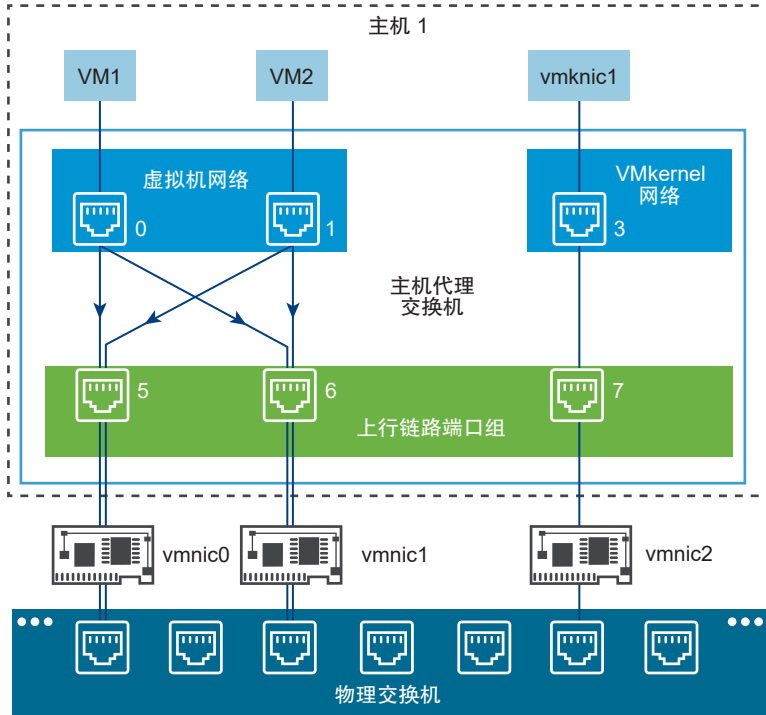 主机 1
VM1
VM2
vmknic1
虚拟机网络
VMkernel
网络
0
1
3
主机代理
交换机
5
6
7
上行链路端口组
vmnic0
vmnic1
vmnic2
物理交换机